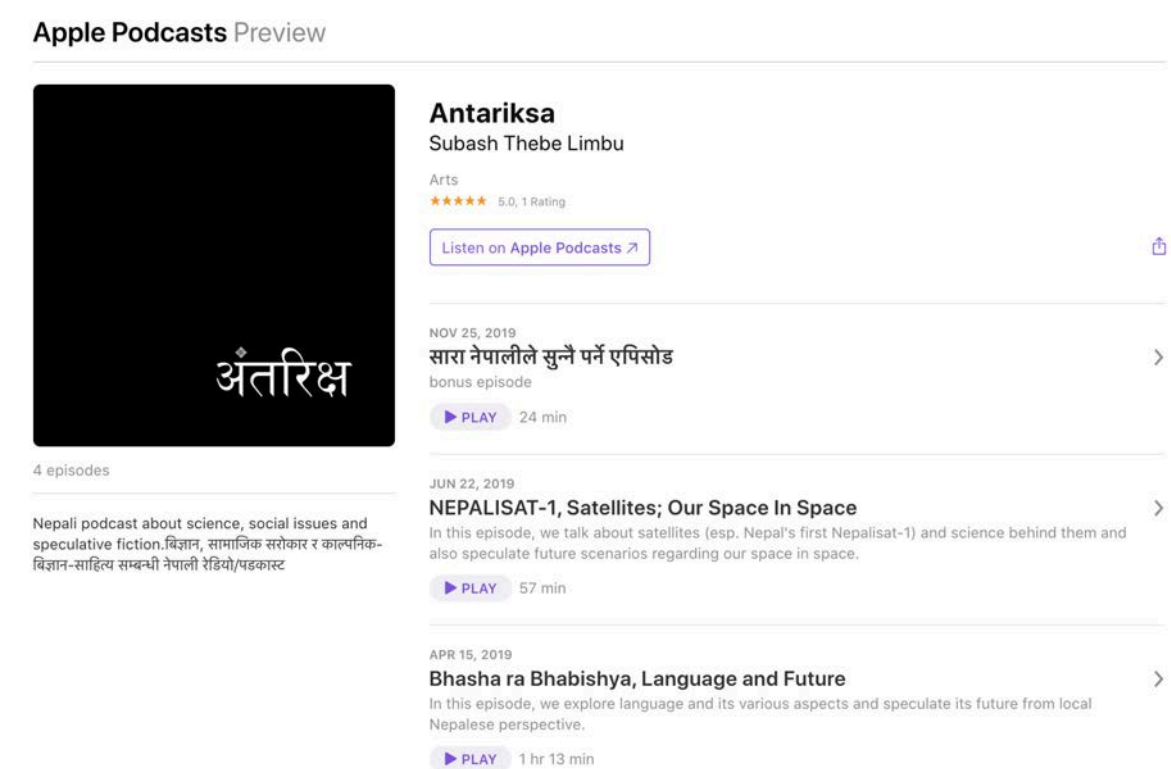 Apple Podcasts Preview
अंतरिक्ष
4 episodes
Nepali podcast about science, social issues and
speculative fiction.बिज्ञान, सामाजिक सरोकार र काल्पनिक-
बिज्ञान-साहित्य सम्बन्धी नेपाली रेडियो/पडकास्ट
Antariksa
Subash Thebe Limbu
Arts
★★★★★ 5.0, 1 Rating
Listen on Apple Podcasts ↗
NOV 25, 2019
सारा नेपालीले सुन्नै पर्ने एपिसोड
bonus episode
▶ PLAY 24 min
JUN 22, 2019
NEPALISAT-1, Satellites; Our Space In Space
In this episode, we talk about satellites (esp. Nepal's first Nepalisat-1) and science behind them and
also speculate future scenarios regarding our space in space.
▶ PLAY 57 min
APR 15, 2019
Bhasha ra Bhabishya, Language and Future
In this episode, we explore language and its various aspects and speculate its future from local
Nepalese perspective.
▶ PLAY 1 hr 13 min